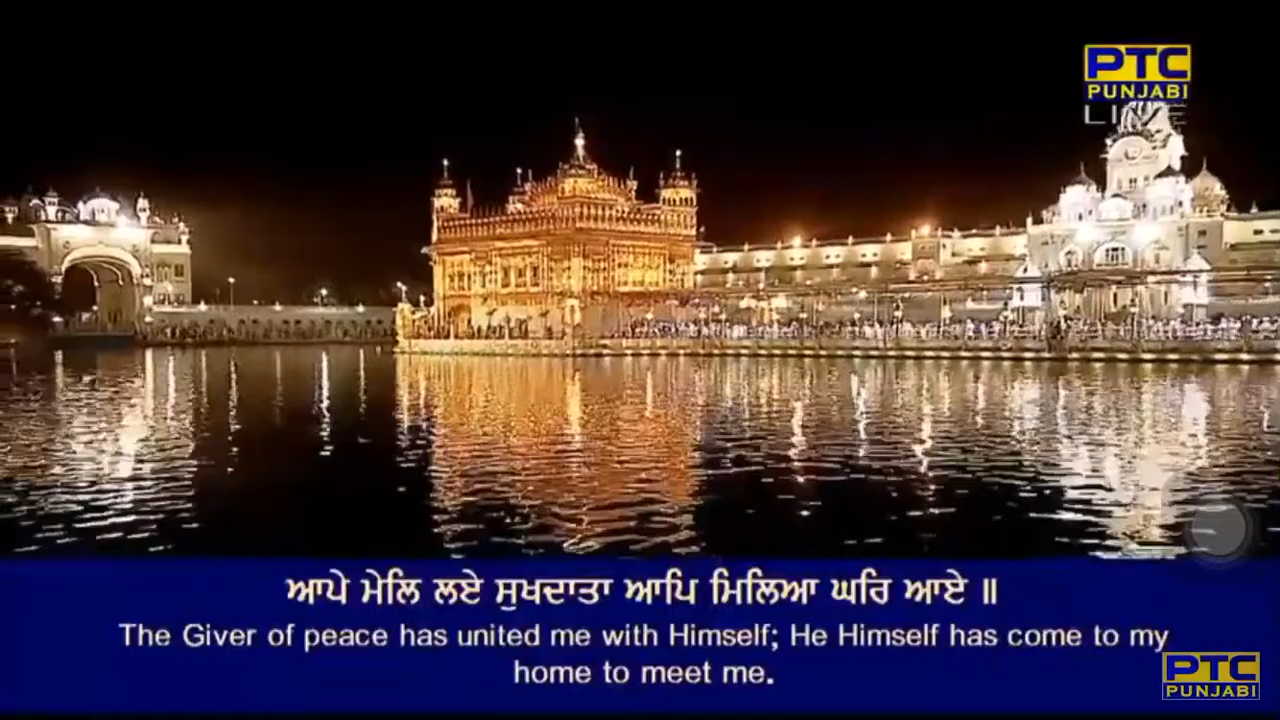 PTC
PUNJABI
LIVE
ਆਪੇ ਮੇਲਿ ਲਏ ਸੁਖਦਾਤਾ ਆਪਿ ਮਿਲਿਆ ਘਰਿ ਆਏ ॥
The Giver of peace has united me with Himself; He Himself has come to my
home to meet me.
PTC
PUNJABI